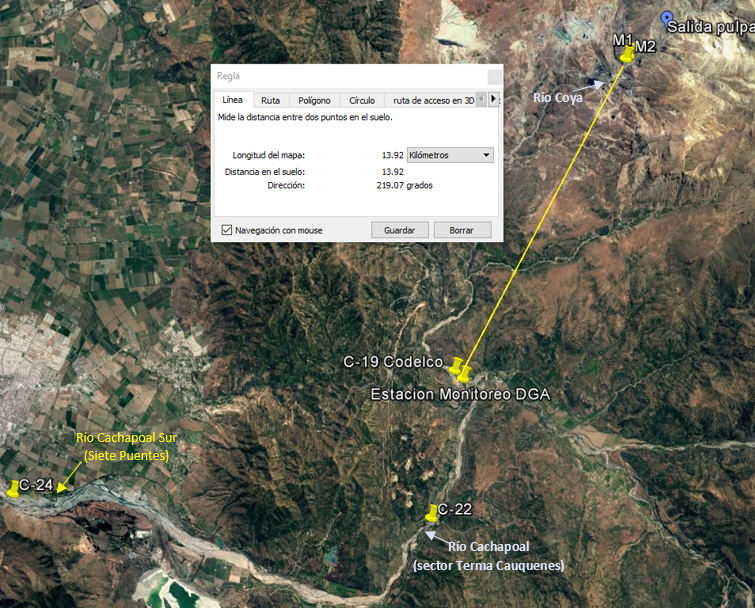 Salida pulpa
M1
M2
Río Coya
Regla
Línea
Ruta
Polígono
Círculo
ruta de acceso en 3D
Mide la distancia entre dos puntos en el suelo.
Longitud del mapa: 13.92 Kilómetros
Distancia en el suelo: 13.92
Dirección: 219.07 grados
Navegación con mouse
Guardar
Borrar
C-19 Codelco
Estacion Monitoreo DGA
Río Cachapoal Sur
(Siete Puentes)
C-24
C-22
Río Cachapoal
(sector Terma Cauquenes)